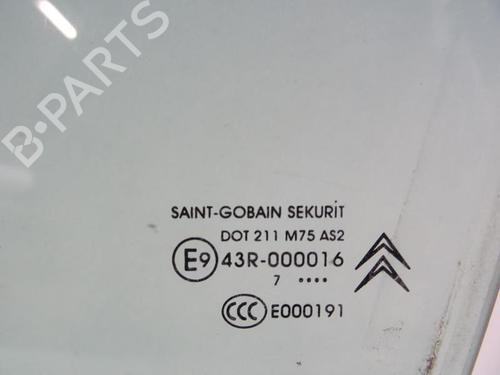 B-PARTS
SAINT-GOBAIN SEKURIT
DOT 211 M75 AS2
E9 43R-000016
7 ••••
CCC E000191